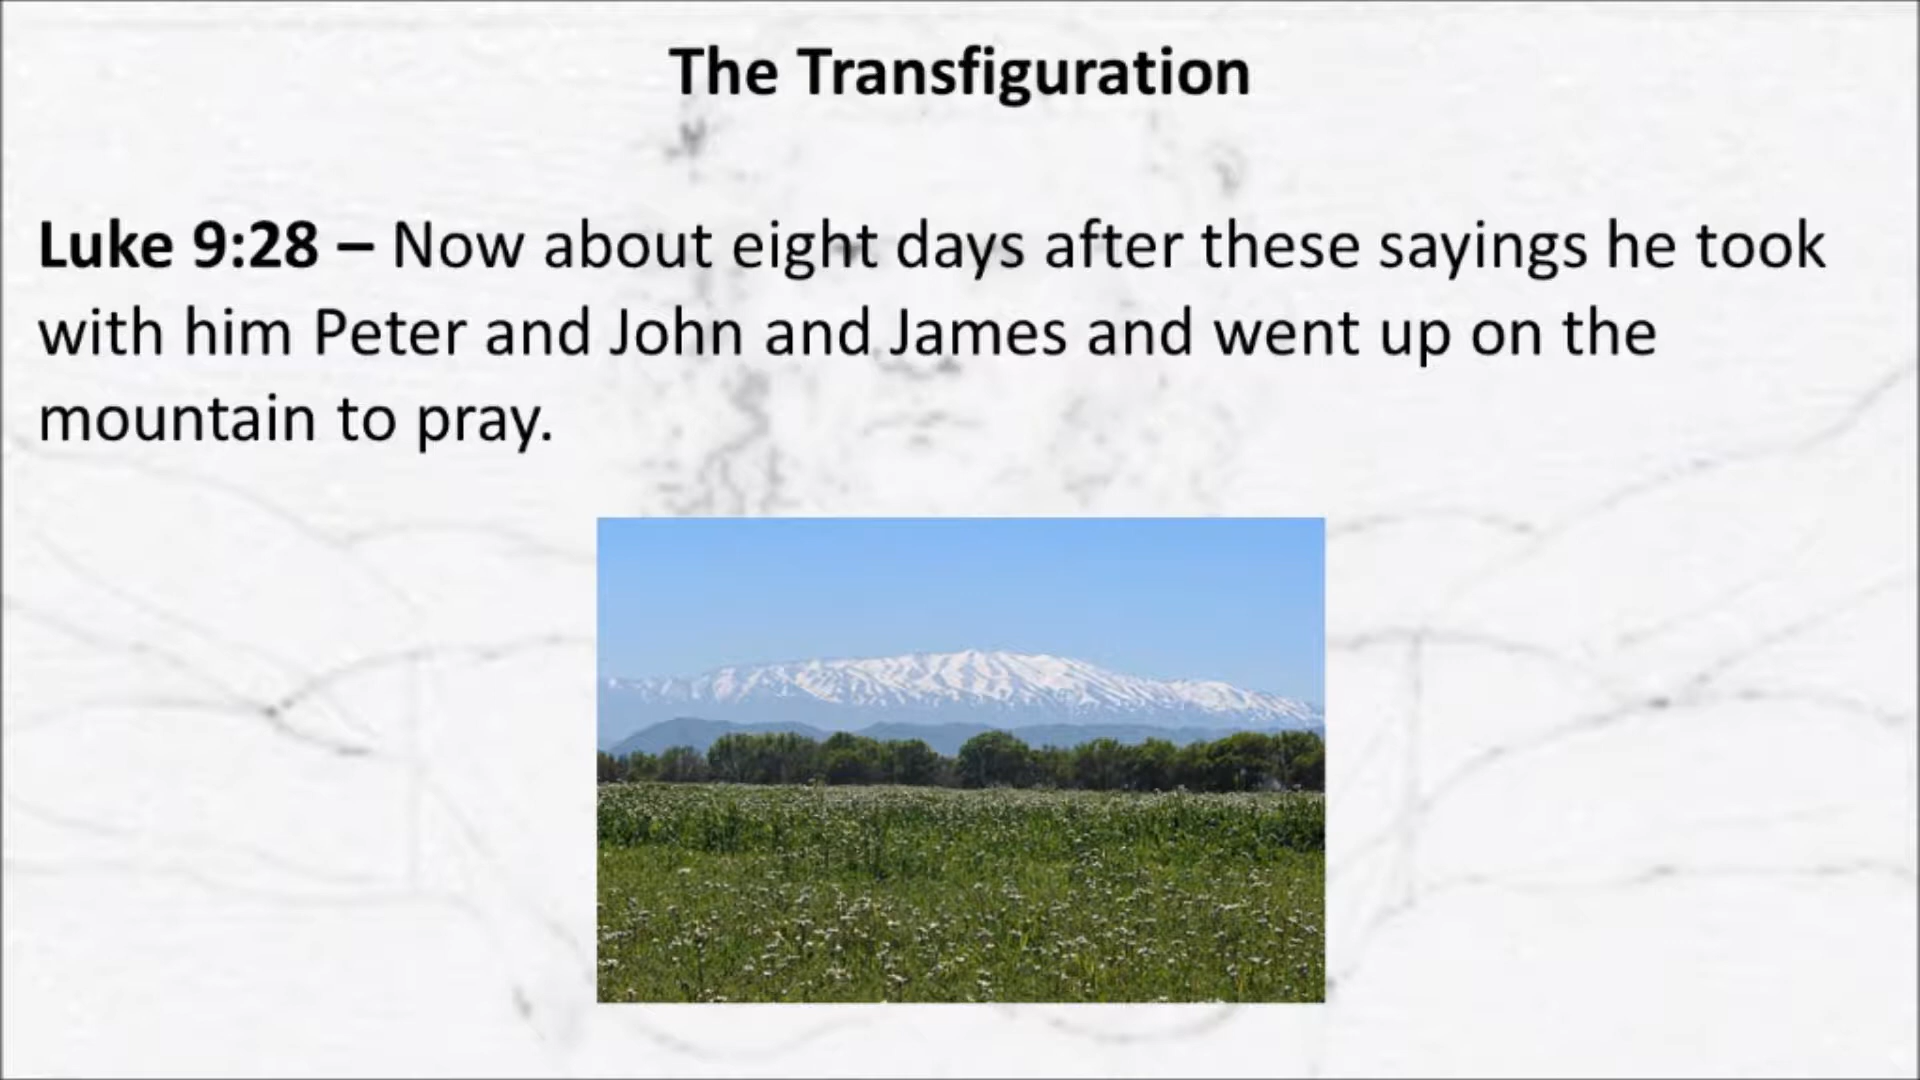 The Transfiguration
Luke 9:28 – Now about eight days after these sayings he took
with him Peter and John and James and went up on the
mountain to pray.